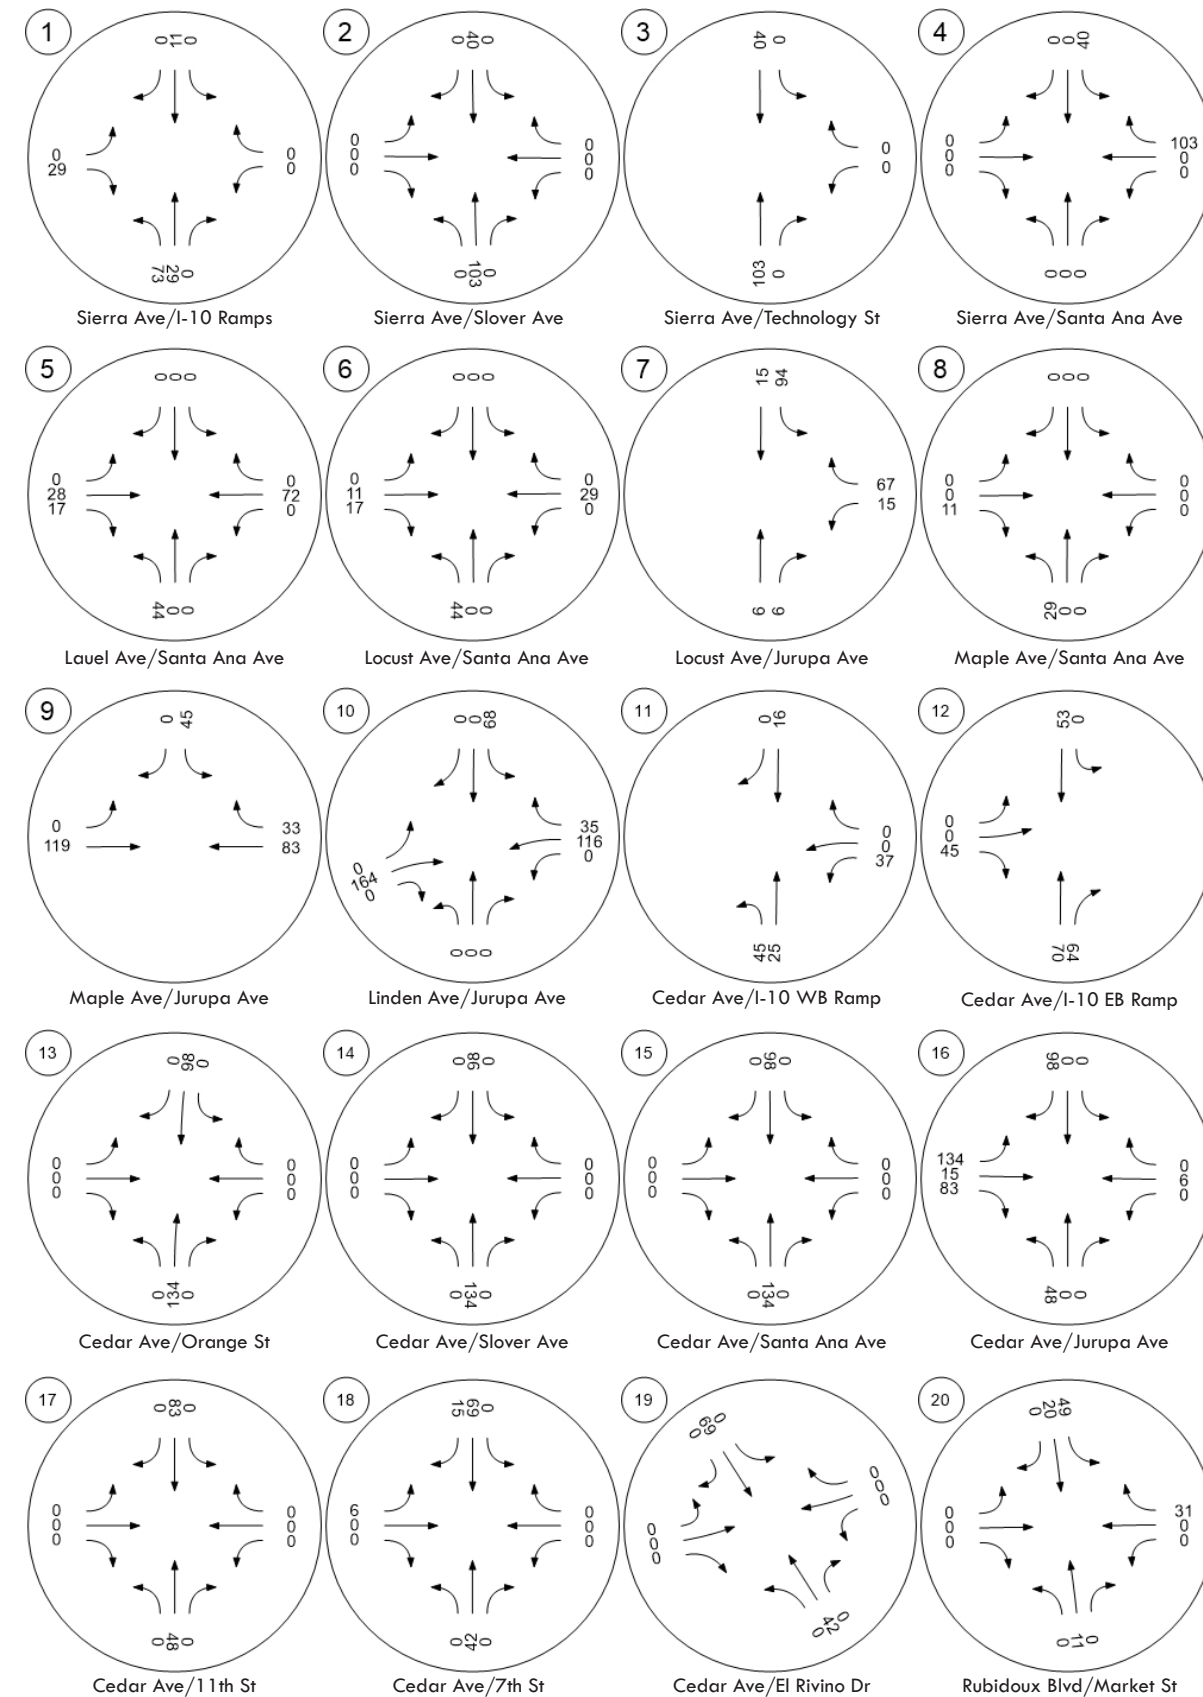 1
0 11 0
0
29
0
0
73 29 0
Sierra Ave/I-10 Ramps
2
0 40 0
0
0
0
0
0
0
0 103 0
Sierra Ave/Slover Ave
3
40 0
0
0
103 0
Sierra Ave/Technology St
4
0 0 40
0
0
0
103
0
0
0 0 0
Sierra Ave/Santa Ana Ave
5
0 0 0
0
28
17
0
72
0
44 0 0
Lauel Ave/Santa Ana Ave
6
0 0 0
0
11
17
0
29
0
44 0 0
Locust Ave/Santa Ana Ave
7
15 94
67
15
6 6
Locust Ave/Jurupa Ave
8
0 0 0
0
0
11
0
0
0
29 0 0
Maple Ave/Santa Ana Ave
9
0 45
0
119
33
83
Maple Ave/Jurupa Ave
10
0 0 68
0
164
0
35
116
0
0 0 0
Linden Ave/Jurupa Ave
11
0 16
0
0
37
45 25
Cedar Ave/I-10 WB Ramp
12
53 0
0
0
45
70 64
Cedar Ave/I-10 EB Ramp
13
0 98 0
0
0
0
0
0
0
0 134 0
Cedar Ave/Orange St
14
0 98 0
0
0
0
0
0
0
0 134 0
Cedar Ave/Slover Ave
15
0 98 0
0
0
0
0
0
0
0 134 0
Cedar Ave/Santa Ana Ave
16
98 0 0
134
15
83
0
6
0
48 0 0
Cedar Ave/Jurupa Ave
17
0 83 0
0
0
0
0
0
0
0 48 0
Cedar Ave/11th St
18
15 69 0
6
0
0
0
0
0
0 42 0
Cedar Ave/7th St
19
0 69 0
0
0
0
0
0
0
0 42 0
Cedar Ave/El Rivino Dr
20
0 20 49
0
0
0
31
0
0
0 11 0
Rubidoux Blvd/Market St